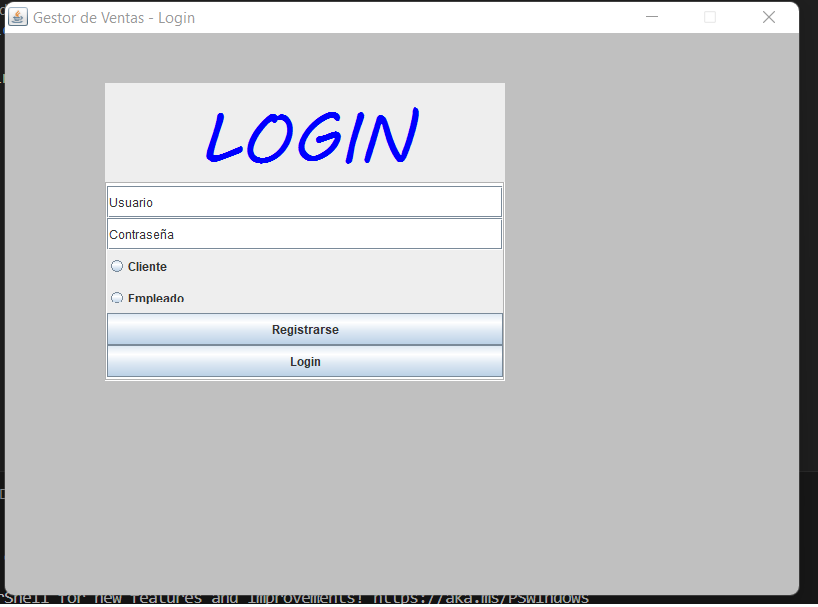 Gestor de Ventas - Login
LOGIN
Usuario
Contraseña
Cliente
Empleado
Registrarse
Login
for new features and improvements! https://aka.ms/PSWindows